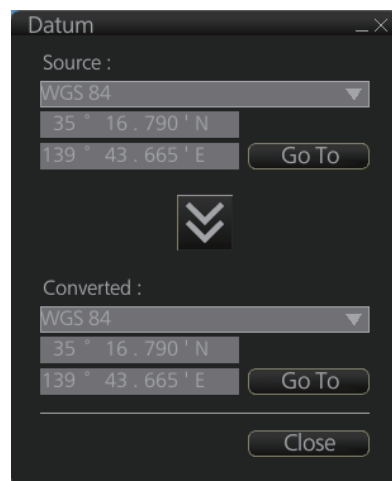 Datum
Source :
WGS 84
35 ° 16 . 790 ' N
139 ° 43 . 665 ' E Go To
Converted :
WGS 84
35 ° 16 . 790 ' N
139 ° 43 . 665 ' E Go To
Close